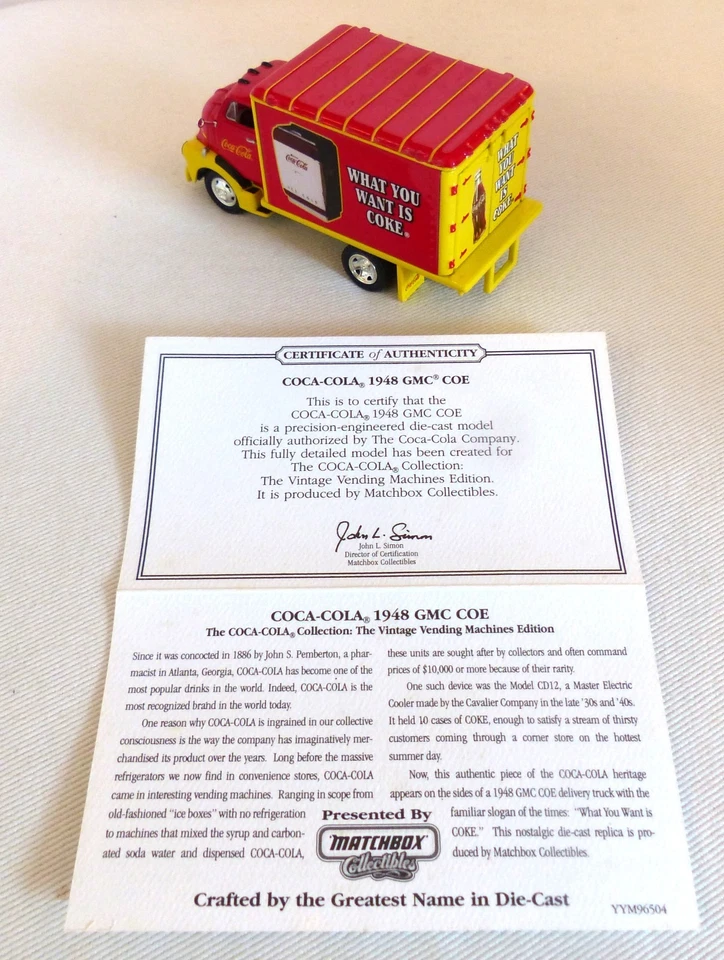 Coca-Cola
Coca-Cola
WHAT YOU
WANT IS
COKE®
WHAT
YOU
WANT
IS
COKE
CERTIFICATE of AUTHENTICITY
COCA-COLA® 1948 GMC® COE
This is to certify that the
COCA-COLA® 1948 GMC COE
is a precision-engineered die-cast model
officially authorized by The Coca-Cola Company.
This fully detailed model has been created for
The COCA-COLA® Collection:
The Vintage Vending Machines Edition.
It is produced by Matchbox Collectibles.
John L. Simon
John L. Simon
Director of Certification
Matchbox Collectibles
COCA-COLA® 1948 GMC COE
The COCA-COLA® Collection: The Vintage Vending Machines Edition
Since it was concocted in 1886 by John S. Pemberton, a phar-
macist in Atlanta, Georgia, COCA-COLA has become one of the
most popular drinks in the world. Indeed, COCA-COLA is the
most recognized brand in the world today.
One reason why COCA-COLA is ingrained in our collective
consciousness is the way the company has imaginatively mer-
chandised its product over the years. Long before the massive
refrigerators we now find in convenience stores, COCA-COLA
came in interesting vending machines. Ranging in scope from
old-fashioned "ice boxes" with no refrigeration
to machines that mixed the syrup and carbon-
ated soda water and dispensed COCA-COLA,
these units are sought after by collectors and often command
prices of $10,000 or more because of their rarity.
One such device was the Model CD12, a Master Electric
Cooler made by the Cavalier Company in the late '30s and '40s.
It held 10 cases of COKE, enough to satisfy a stream of thirsty
customers coming through a corner store on the hottest
summer day.
Now, this authentic piece of the COCA-COLA heritage
appears on the sides of a 1948 GMC COE delivery truck with the
familiar slogan of the times: "What You Want is
COKE." This nostalgic die-cast replica is pro-
duced by Matchbox Collectibles.
Presented By
"MATCHBOX"
Collectibles
Crafted by the Greatest Name in Die-Cast
YYM96504